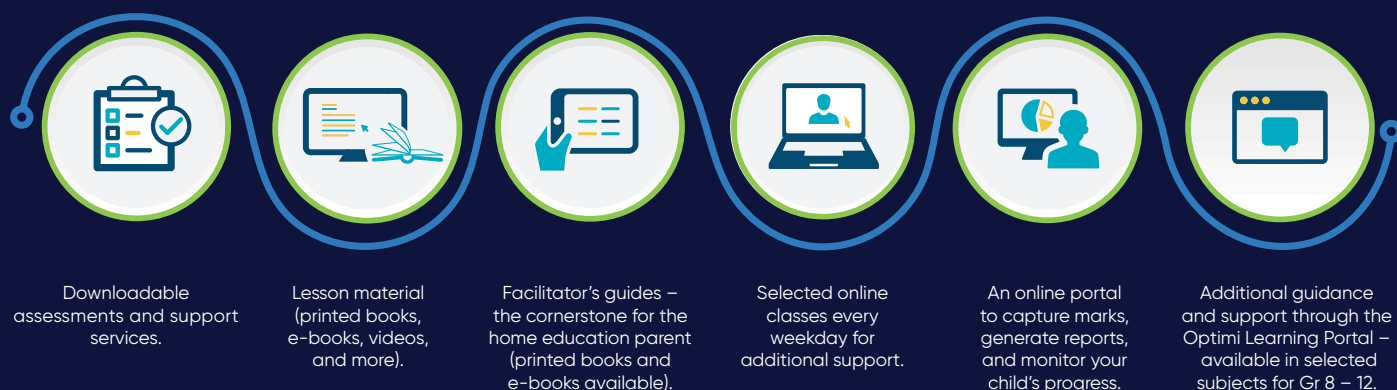 Downloadable
assessments and support
services.
Lesson material
(printed books,
e-books, videos,
and more).
Facilitator's guides –
the cornerstone for the
home education parent
(printed books and
e-books available).
Selected online
classes every
weekday for
additional support.
An online portal
to capture marks,
generate reports,
and monitor your
child's progress.
Additional guidance
and support through the
Optimi Learning Portal –
available in selected
subjects for Gr 8 – 12.